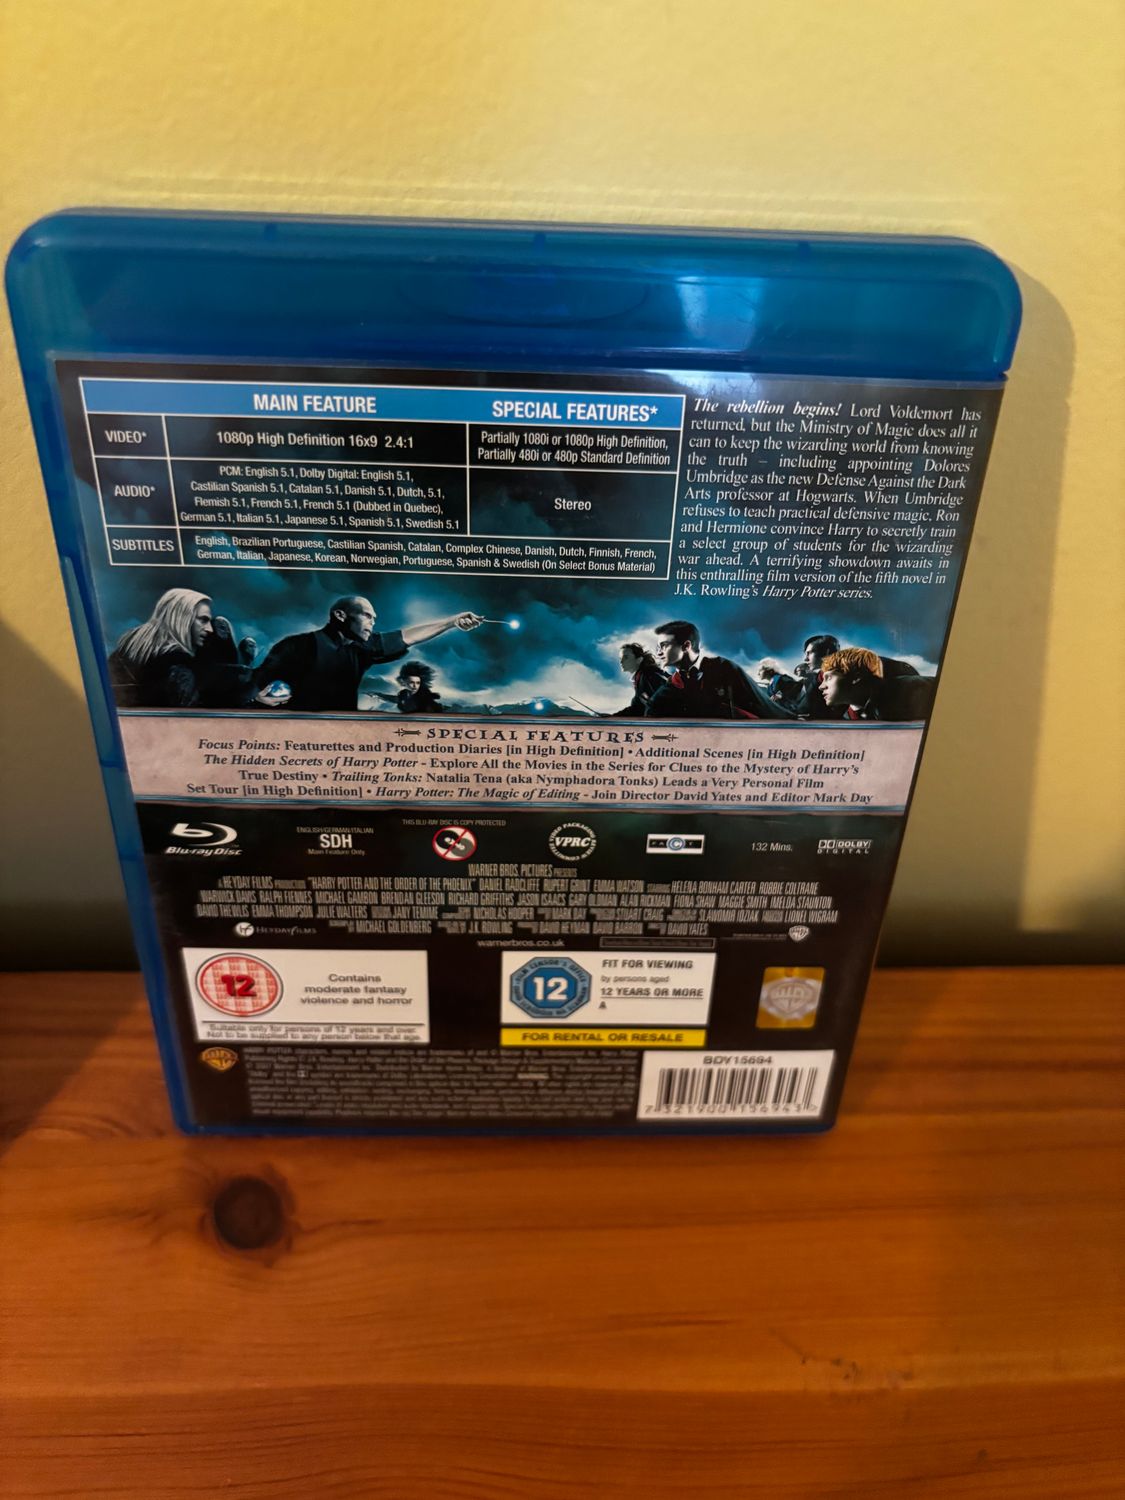 MAIN FEATURE
SPECIAL FEATURES*
VIDEO*
1080p High Definition 16x9 2.4:1
Partially 1080i or 1080p High Definition,
Partially 480i or 480p Standard Definition
AUDIO*
PCM: English 5.1, Dolby Digital: English 5.1,
Castilian Spanish 5.1, Catalan 5.1, Danish 5.1, Dutch, 5.1,
Flemish 5.1, French 5.1, French 5.1 (Dubbed in Quebec),
German 5.1, Italian 5.1, Japanese 5.1, Spanish 5.1, Swedish 5.1
Stereo
SUBTITLES
English, Brazilian Portuguese, Castilian Spanish, Catalan, Complex Chinese, Danish, Dutch, Finnish, French,
German, Italian, Japanese, Korean, Norwegian, Portuguese, Spanish & Swedish (On Select Bonus Material)
The rebellion begins! Lord Voldemort has
returned, but the Ministry of Magic does all it
can to keep the wizarding world from knowing
the truth – including appointing Dolores
Umbridge as the new Defense Against the Dark
Arts professor at Hogwarts. When Umbridge
refuses to teach practical defensive magic, Ron
and Hermione convince Harry to secretly train
a select group of students for the wizarding
war ahead. A terrifying showdown awaits in
this enthralling film version of the fifth novel in
J.K. Rowling's Harry Potter series.
SPECIAL FEATURES
Focus Points: Featurettes and Production Diaries [in High Definition] • Additional Scenes [in High Definition]
The Hidden Secrets of Harry Potter - Explore All the Movies in the Series for Clues to the Mystery of Harry's
True Destiny • Trailing Tonks: Natalia Tena (aka Nymphadora Tonks) Leads a Very Personal Film
Set Tour [in High Definition] • Harry Potter: The Magic of Editing - Join Director David Yates and Editor Mark Day
Blu-ray Disc
ENGLISH/GERMAN/ITALIAN
SDH
Main Feature Only
THIS BLU-RAY DISC IS COPY PROTECTED
VPRC
FACT
132 Mins.
DOLBY
DIGITAL
WARNER BROS. PICTURES PRESENTS
A HEYDAY FILMS PRODUCTION "HARRY POTTER AND THE ORDER OF THE PHOENIX" DANIEL RADCLIFFE RUPERT GRINT EMMA WATSON STARRING HELENA BONHAM CARTER ROBBIE COLTRANE
WARWICK DAVIS RALPH FIENNES MICHAEL GAMBON BRENDAN GLEESON RICHARD GRIFFITHS JASON ISAACS GARY OLDMAN ALAN RICKMAN FIONA SHAW MAGGIE SMITH IMELDA STAUNTON
DAVID THEWLIS EMMA THOMPSON JULIE WALTERS JANY TEMIME NICHOLAS HOOPER MARK DAY STUART CRAIG SLAWOMIR IDZIAK LIONEL WIGRAM
HEYDAY FILMS MICHAEL GOLDENBERG J.K. ROWLING DAVID HEYMAN DAVID BARRON DAVID YATES
warnerbros.co.uk
12
Contains
moderate fantasy
violence and horror
Suitable only for persons of 12 years and over.
Not to be supplied to any person below that age.
12
FIT FOR VIEWING
by persons aged
12 YEARS OR MORE
A
FOR RENTAL OR RESALE
BDY15694
7 321900 156943